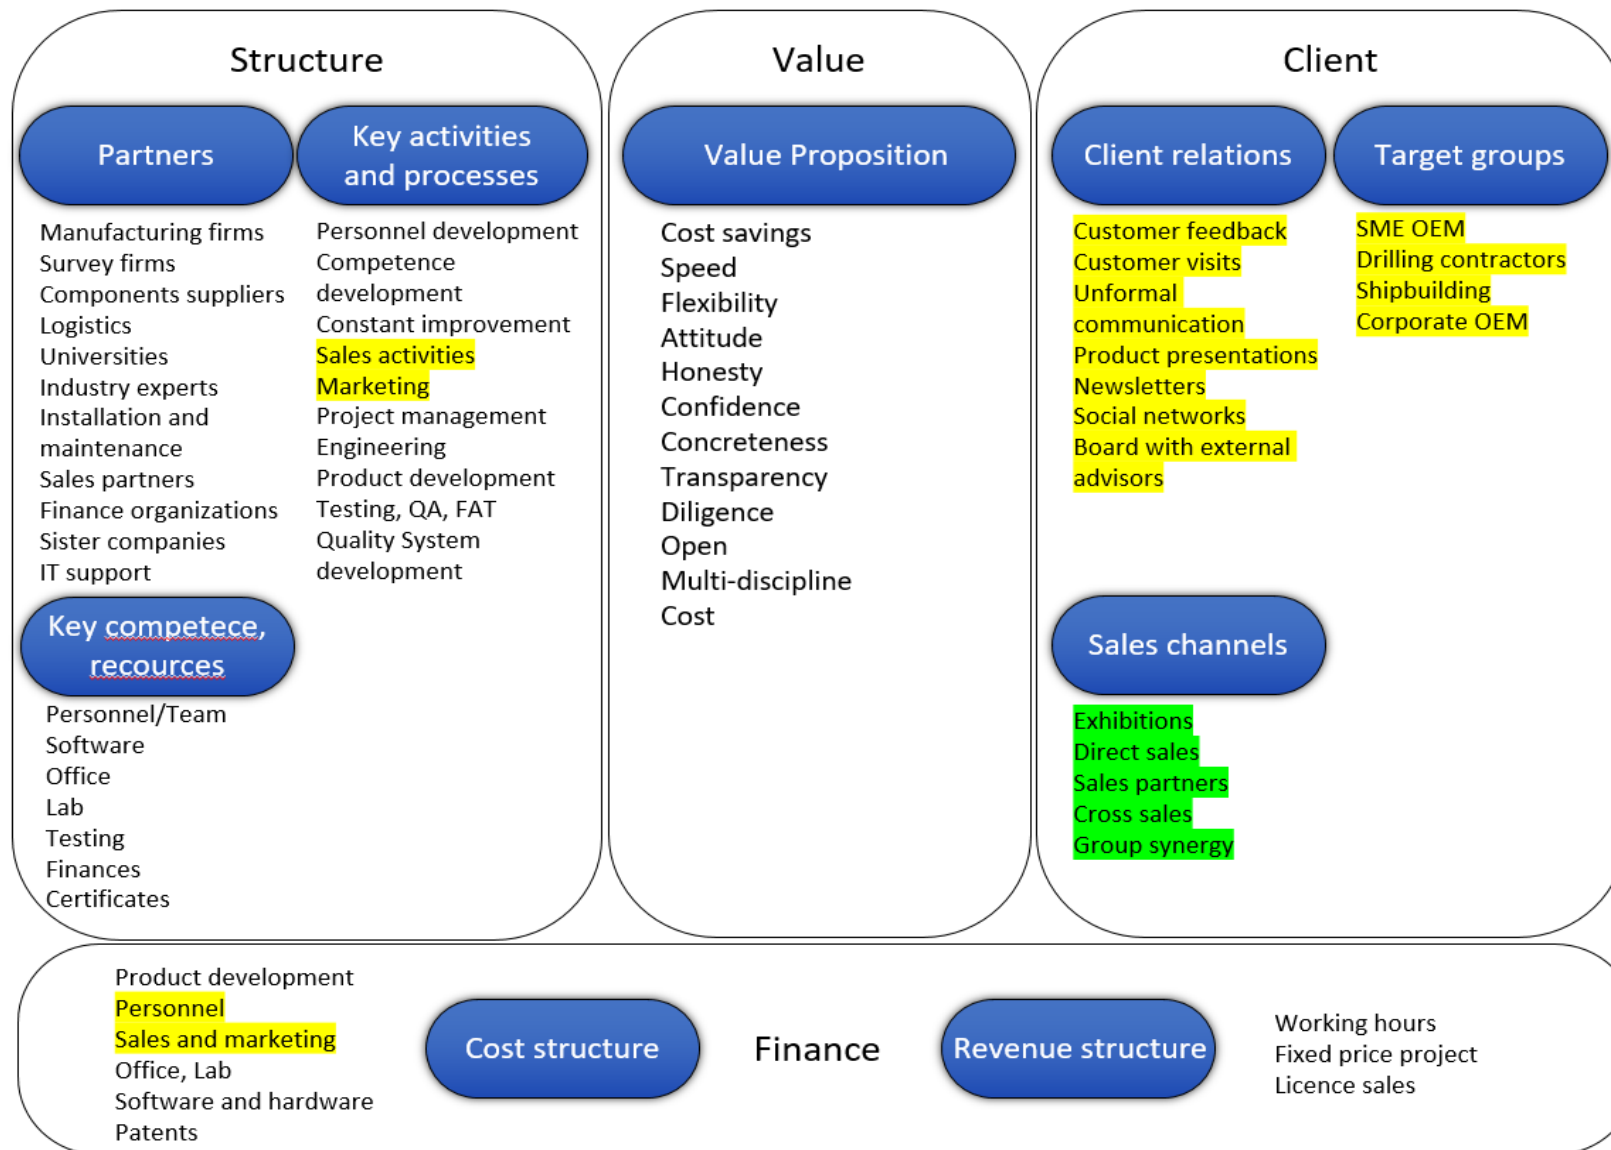 Structure
Partners
Manufacturing firms
Survey firms
Components suppliers
Logistics
Universities
Industry experts
Installation and
maintenance
Sales partners
Finance organizations
Sister companies
IT support
Key competece,
recources
Personnel/Team
Software
Office
Lab
Testing
Finances
Certificates
Key activities
and processes
Personnel development
Competence
development
Constant improvement
Sales activities
Marketing
Project management
Engineering
Product development
Testing, QA, FAT
Quality System
development
Value
Value Proposition
Cost savings
Speed
Flexibility
Attitude
Honesty
Confidence
Concreteness
Transparency
Diligence
Open
Multi-discipline
Cost
Client
Client relations
Customer feedback
Customer visits
Unformal
communication
Product presentations
Newsletters
Social networks
Board with external
advisors
Target groups
SME OEM
Drilling contractors
Shipbuilding
Corporate OEM
Sales channels
Exhibitions
Direct sales
Sales partners
Cross sales
Group synergy
Product development
Personnel
Sales and marketing
Office, Lab
Software and hardware
Patents
Cost structure
Finance
Revenue structure
Working hours
Fixed price project
Licence sales